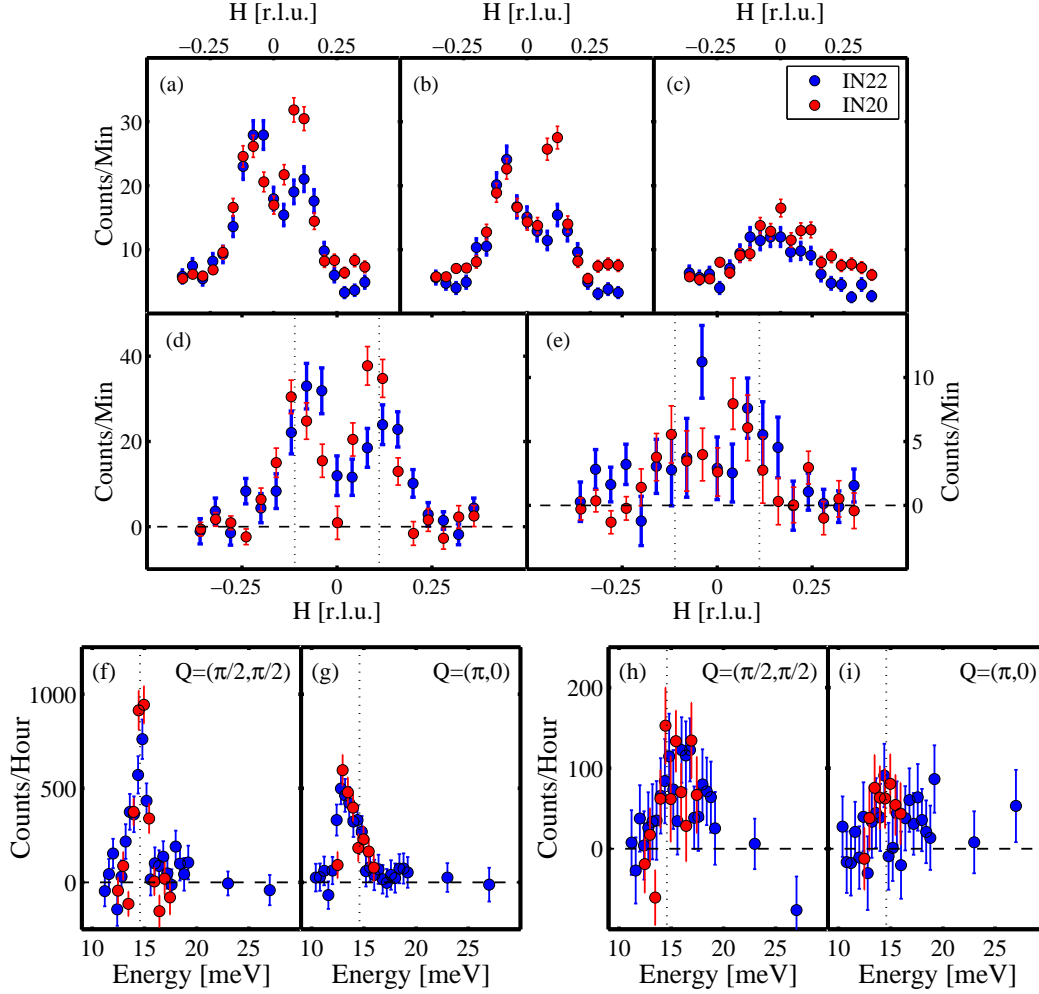 H [r.l.u.]
H [r.l.u.]
−0.25 0 0.25
−0.25 0 0.25
−0.25 0 0.25
(a)
(b)
(c)
IN22
IN20
30
20
10
Counts/Min
(d)
(e)
40
20
0
Counts/Min
10
5
0
Counts/Min
−0.25 0 0.25
−0.25 0 0.25
H [r.l.u.]
H [r.l.u.]
(f) Q=(π/2,π/2)
(g) Q=(π,0)
(h) Q=(π/2,π/2)
(i) Q=(π,0)
1000
500
0
Counts/Hour
200
100
0
Counts/Hour
10 15 20 25
10 15 20 25
10 15 20 25
10 15 20 25
Energy [meV]
Energy [meV]
Energy [meV]
Energy [meV]